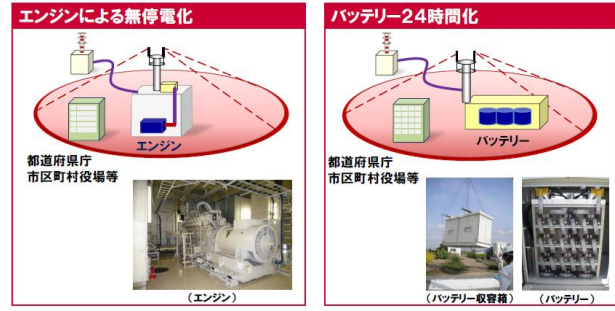 エンジンによる無停電化
エンジン
都道府県庁
市区町村役場等
(エンジン)
バッテリー24時間化
バッテリー
都道府県庁
市区町村役場等
(バッテリー収容箱)
(バッテリー)